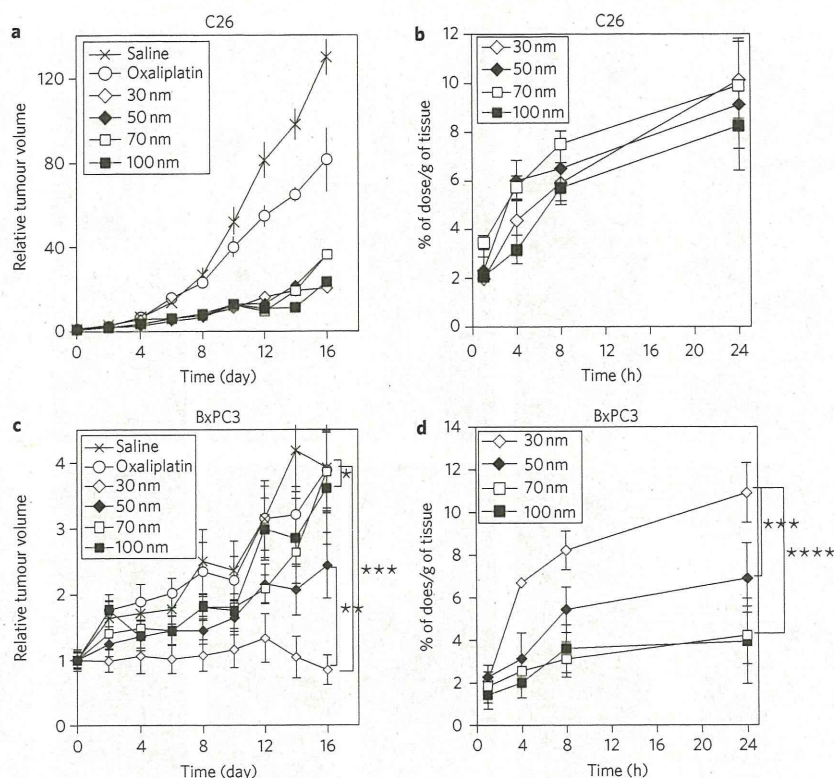 a
C26
Relative tumour volume
120
80
40
0
Saline
Oxaliplatin
30 nm
50 nm
70 nm
100 nm
0 4 8 12 16
Time (day)
b
C26
% of dose/g of tissue
12
10
8
6
4
2
0
30 nm
50 nm
70 nm
100 nm
0 4 8 12 16 20 24
Time (h)
c
BxPC3
Relative tumour volume
4
3
2
1
0
Saline
Oxaliplatin
30 nm
50 nm
70 nm
100 nm
*
***
**
0 4 8 12 16
Time (day)
d
BxPC3
% of does/g of tissue
14
12
10
8
6
4
2
0
30 nm
50 nm
70 nm
100 nm
***
****
0 4 8 12 16 20 24
Time (h)